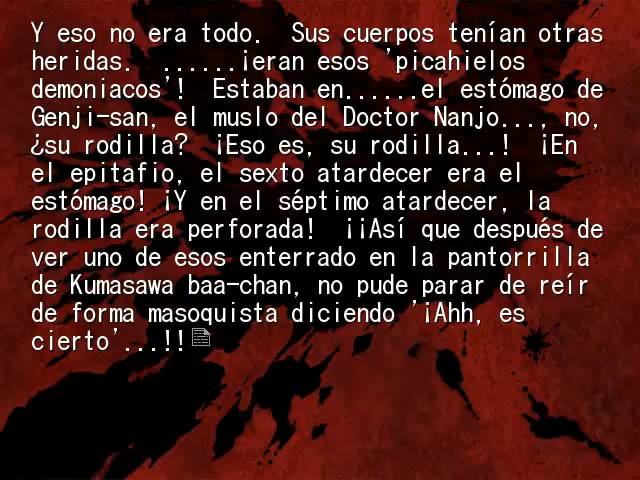 Y eso no era todo.  Sus cuerpos tenían otras
heridas.  ......¡eran esos 'picahielos
demoniacos'!  Estaban en......el estómago de
Genji-san, el muslo del Doctor Nanjo..., no,
¿su rodilla?  ¡Eso es, su rodilla...!  ¡En
el epitafio, el sexto atardecer era el
estómago! ¡Y en el séptimo atardecer, la
rodilla era perforada!  ¡¡Así que después de
ver uno de esos enterrado en la pantorrilla
de Kumasawa baa-chan, no pude parar de reír
de forma masoquista diciendo '¡Ahh, es
cierto'...!!